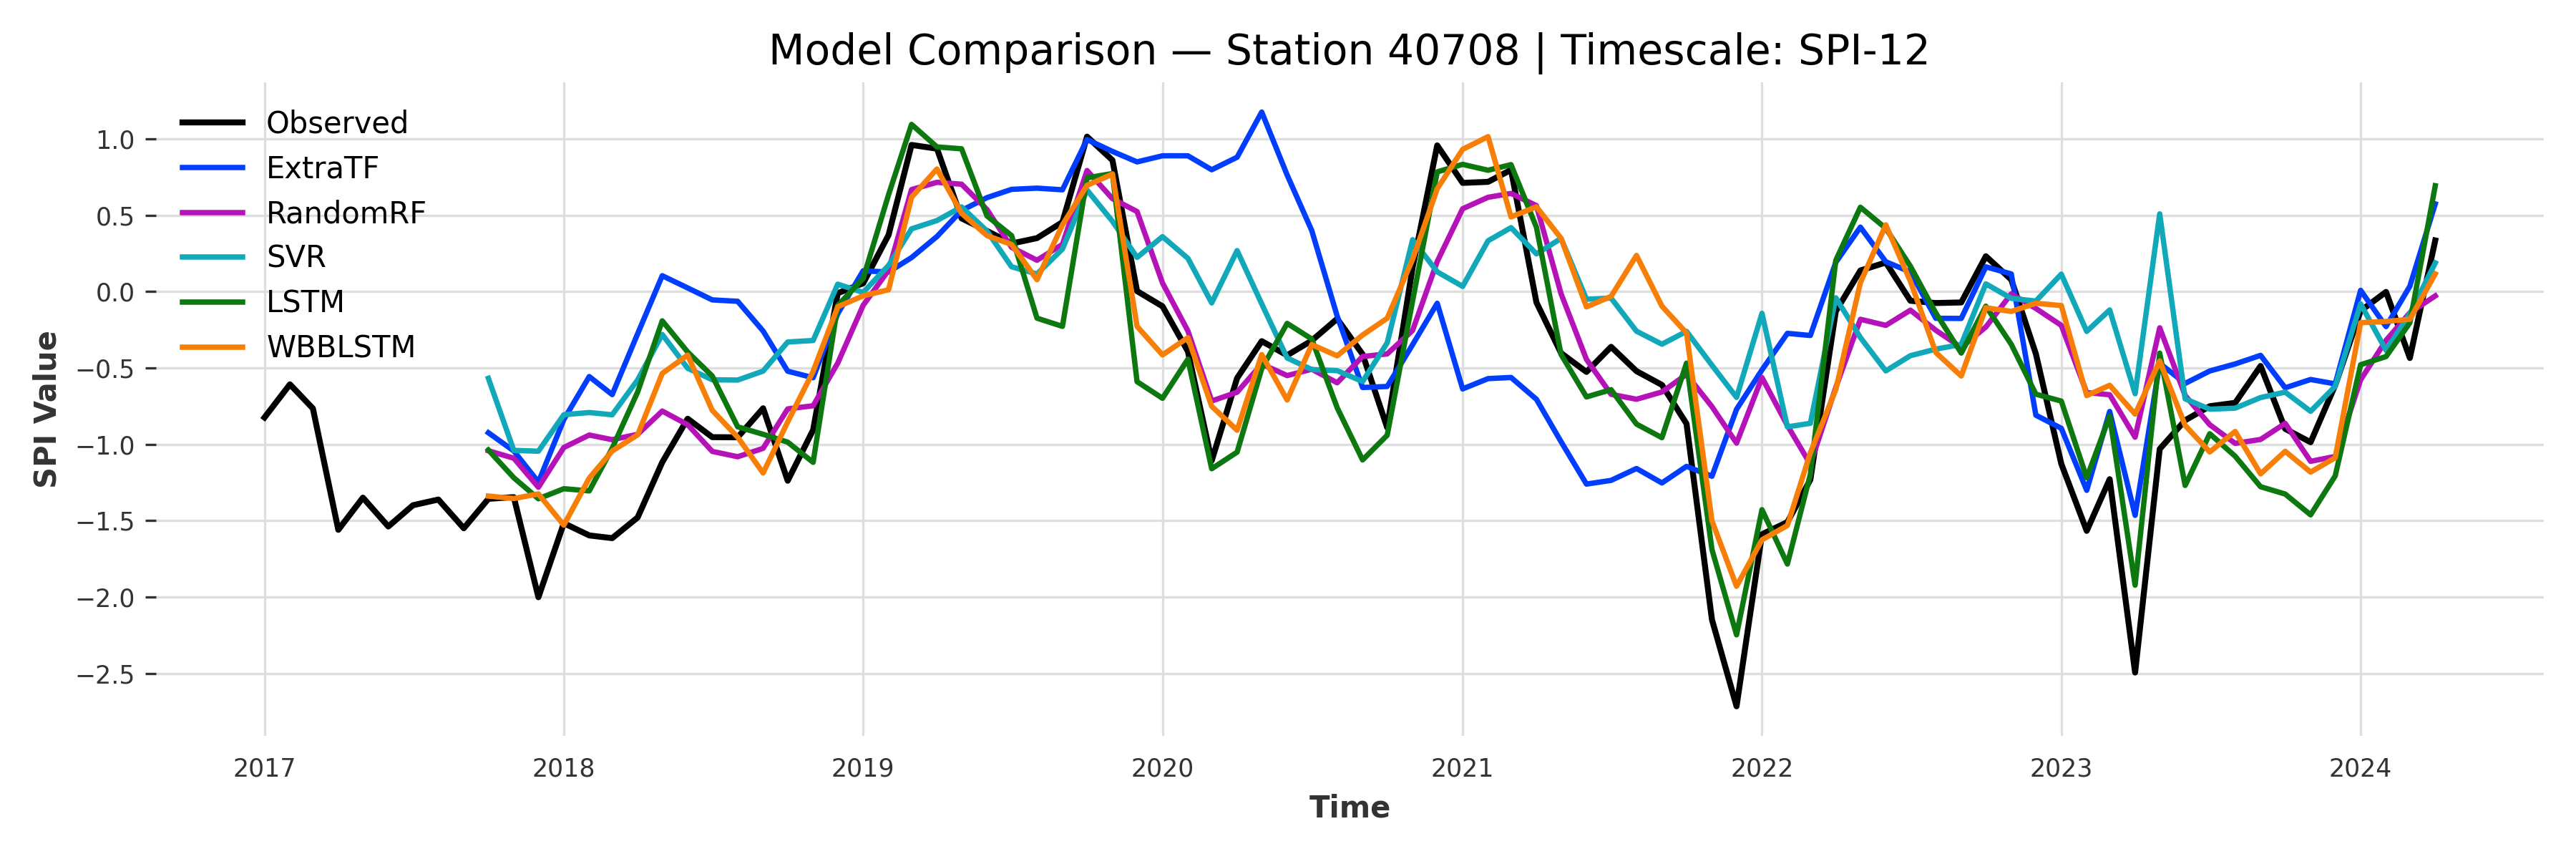 Model Comparison — Station 40708 | Timescale: SPI-12
Observed
ExtraTF
RandomRF
SVR
LSTM
WBBLSTM
SPI Value
1.0
0.5
0.0
−0.5
−1.0
−1.5
−2.0
−2.5
2017 2018 2019 2020 2021 2022 2023 2024
Time